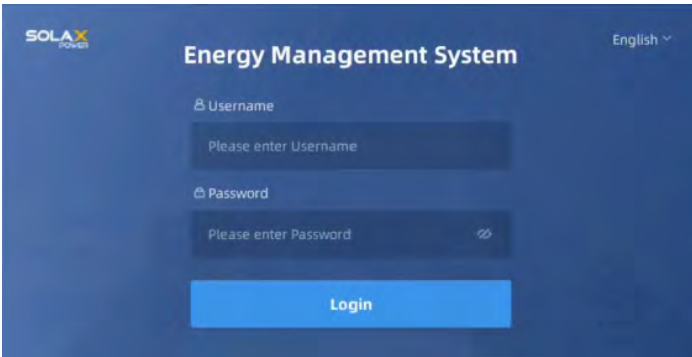 SOLAX
POWER
English
Energy Management System
Username
Please enter Username
Password
Please enter Password
Login